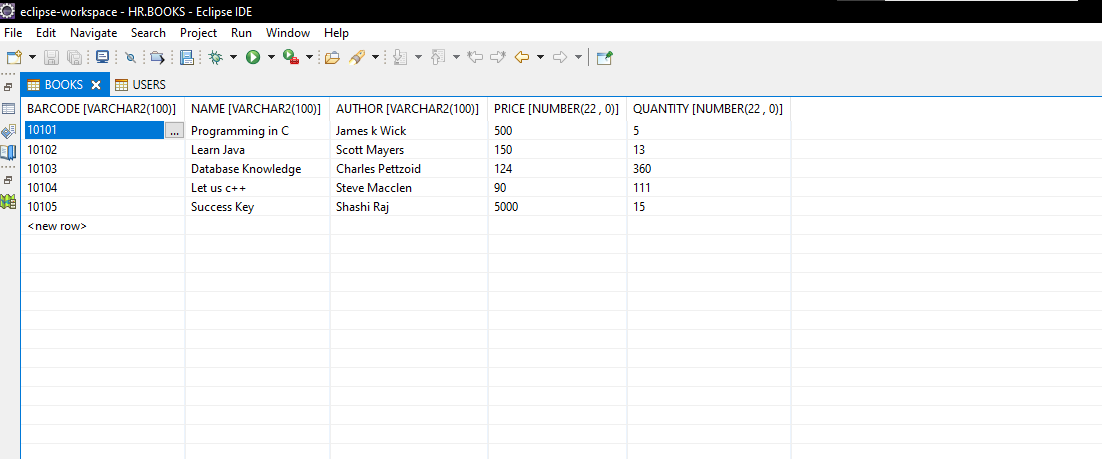 eclipse-workspace - HR.BOOKS - Eclipse IDE
File Edit Navigate Search Project Run Window Help
BOOKS USERS
BARCODE [VARCHAR2(100)] NAME [VARCHAR2(100)] AUTHOR [VARCHAR2(100)] PRICE [NUMBER(22 , 0)] QUANTITY [NUMBER(22 , 0)]
10101 ... Programming in C James k Wick 500 5
10102 Learn Java Scott Mayers 150 13
10103 Database Knowledge Charles Pettzoid 124 360
10104 Let us c++ Steve Macclen 90 111
10105 Success Key Shashi Raj 5000 15
<new row>